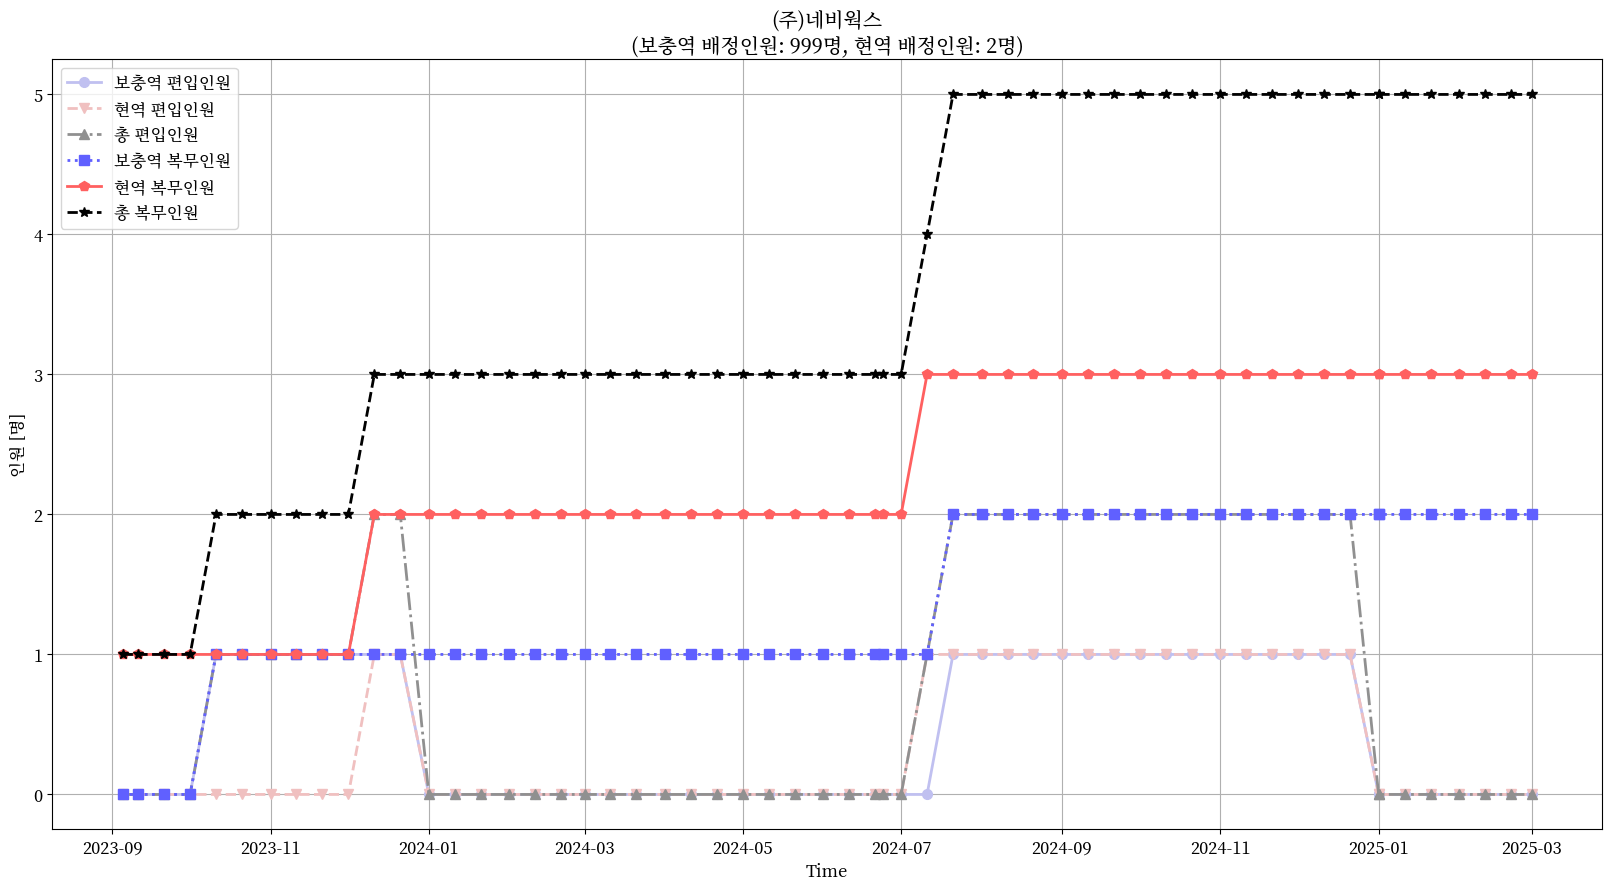 (주)네비웍스
(보충역 배정인원: 999명, 현역 배정인원: 2명)
보충역 편입인원
현역 편입인원
총 편입인원
보충역 복무인원
현역 복무인원
총 복무인원
인원 [명]
5
4
3
2
1
0
2023-09
2023-11
2024-01
2024-03
2024-05
2024-07
2024-09
2024-11
2025-01
2025-03
Time